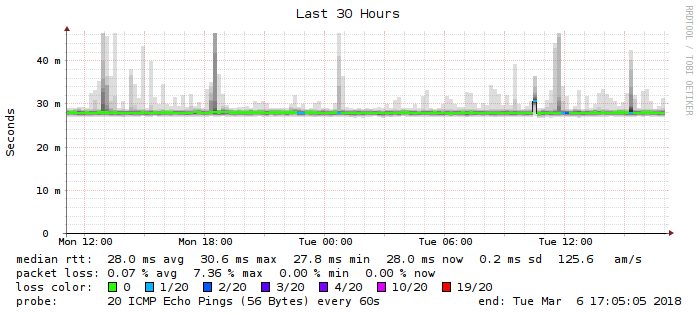 Last 30 Hours
RRDTOOL / TOBI OETIKER
Seconds
40 m
30 m
20 m
10 m
0
Mon 12:00 Mon 18:00 Tue 00:00 Tue 06:00 Tue 12:00
median rtt: 28.0 ms avg 30.6 ms max 27.8 ms min 28.0 ms now 0.2 ms sd 125.6 am/s
packet loss: 0.07 % avg 7.36 % max 0.00 % min 0.00 % now
loss color: 0 1/20 2/20 3/20 4/20 10/20 19/20
probe: 20 ICMP Echo Pings (56 Bytes) every 60s end: Tue Mar 6 17:05:05 2018